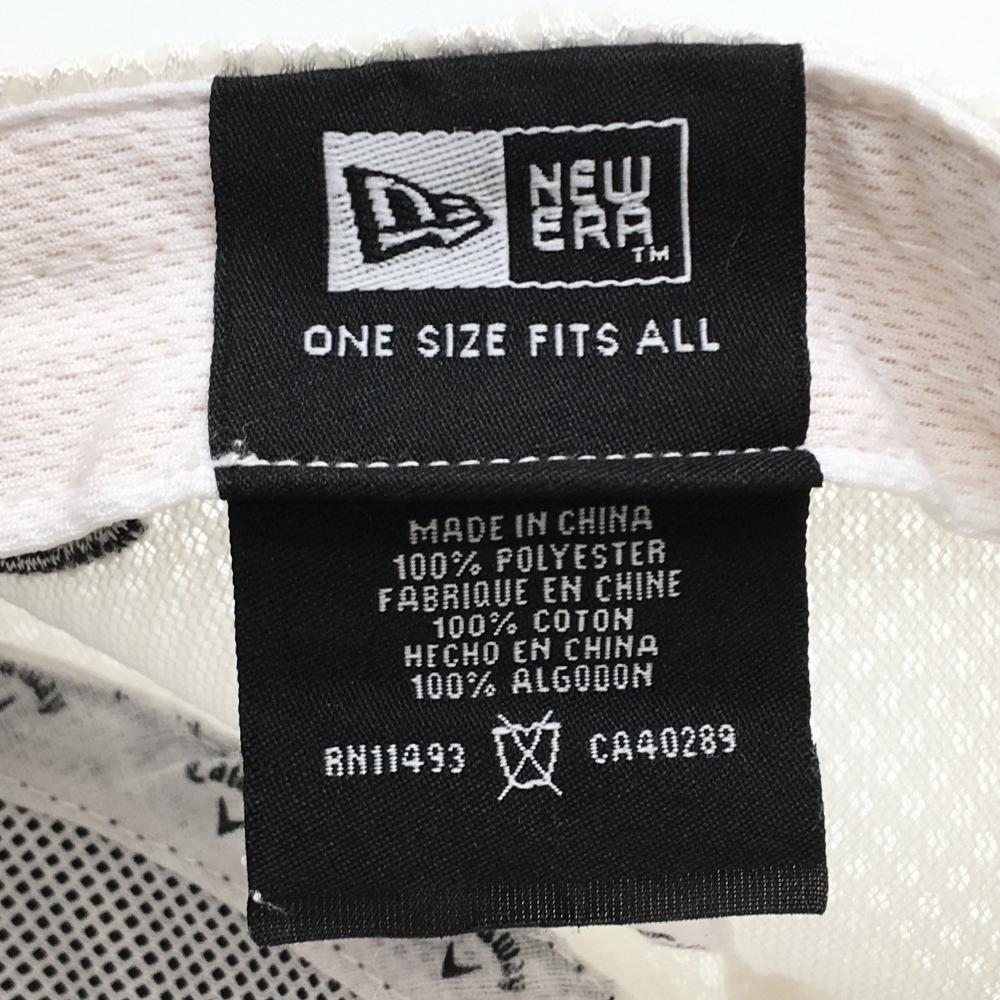 NEW
ERA
TM
ONE SIZE FITS ALL
MADE IN CHINA
100% POLYESTER
FABRIQUE EN CHINE
100% COTON
HECHO EN CHINA
100% ALGODON
RN11493 CA40289